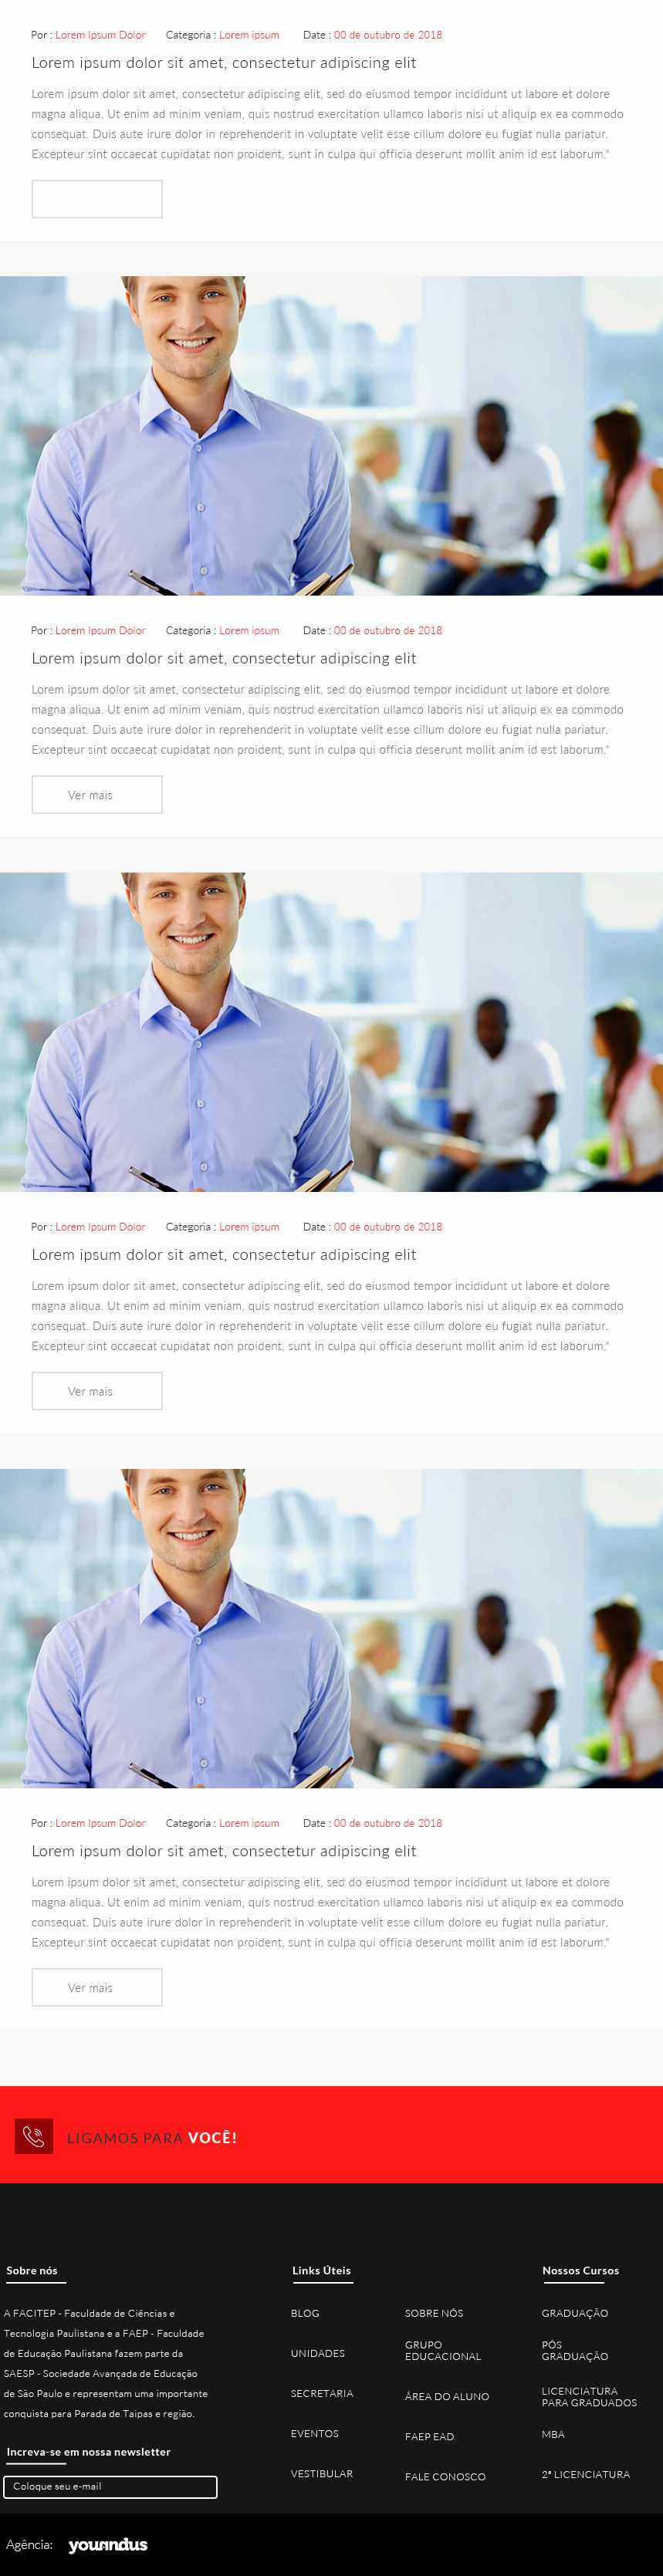 Por : Lorem Ipsum Dolor Categoria : Lorem ipsum Date : 00 de outubro de 2018
Lorem ipsum dolor sit amet, consectetur adipiscing elit
Lorem ipsum dolor sit amet, consectetur adipiscing elit, sed do eiusmod tempor incididunt ut labore et dolore
magna aliqua. Ut enim ad minim veniam, quis nostrud exercitation ullamco laboris nisi ut aliquip ex ea commodo
consequat. Duis aute irure dolor in reprehenderit in voluptate velit esse cillum dolore eu fugiat nulla pariatur.
Excepteur sint occaecat cupidatat non proident, sunt in culpa qui officia deserunt mollit anim id est laborum."
Por : Lorem Ipsum Dolor Categoria : Lorem ipsum Date : 00 de outubro de 2018
Lorem ipsum dolor sit amet, consectetur adipiscing elit
Lorem ipsum dolor sit amet, consectetur adipiscing elit, sed do eiusmod tempor incididunt ut labore et dolore
magna aliqua. Ut enim ad minim veniam, quis nostrud exercitation ullamco laboris nisi ut aliquip ex ea commodo
consequat. Duis aute irure dolor in reprehenderit in voluptate velit esse cillum dolore eu fugiat nulla pariatur.
Excepteur sint occaecat cupidatat non proident, sunt in culpa qui officia deserunt mollit anim id est laborum."
Ver mais
Por : Lorem Ipsum Dolor Categoria : Lorem ipsum Date : 00 de outubro de 2018
Lorem ipsum dolor sit amet, consectetur adipiscing elit
Lorem ipsum dolor sit amet, consectetur adipiscing elit, sed do eiusmod tempor incididunt ut labore et dolore
magna aliqua. Ut enim ad minim veniam, quis nostrud exercitation ullamco laboris nisi ut aliquip ex ea commodo
consequat. Duis aute irure dolor in reprehenderit in voluptate velit esse cillum dolore eu fugiat nulla pariatur.
Excepteur sint occaecat cupidatat non proident, sunt in culpa qui officia deserunt mollit anim id est laborum."
Ver mais
Por : Lorem Ipsum Dolor Categoria : Lorem ipsum Date : 00 de outubro de 2018
Lorem ipsum dolor sit amet, consectetur adipiscing elit
Lorem ipsum dolor sit amet, consectetur adipiscing elit, sed do eiusmod tempor incididunt ut labore et dolore
magna aliqua. Ut enim ad minim veniam, quis nostrud exercitation ullamco laboris nisi ut aliquip ex ea commodo
consequat. Duis aute irure dolor in reprehenderit in voluptate velit esse cillum dolore eu fugiat nulla pariatur.
Excepteur sint occaecat cupidatat non proident, sunt in culpa qui officia deserunt mollit anim id est laborum."
Ver mais
LIGAMOS PARA VOCÊ!
Sobre nós
A FACITEP - Faculdade de Ciências e
Tecnologia Paulistana e a FAEP - Faculdade
de Educação Paulistana fazem parte da
SAESP - Sociedade Avançada de Educação
de São Paulo e representam uma importante
conquista para Parada de Taipas e região.
Increva-se em nossa newsletter
Coloque seu e-mail
Links Úteis
BLOG
UNIDADES
SECRETARIA
EVENTOS
VESTIBULAR
SOBRE NÓS
GRUPO
EDUCACIONAL
ÁREA DO ALUNO
FAEP EAD
FALE CONOSCO
Nossos Cursos
GRADUAÇÃO
PÓS
GRADUAÇÃO
LICENCIATURA
PARA GRADUADOS
MBA
2ª LICENCIATURA
Agência: youandus